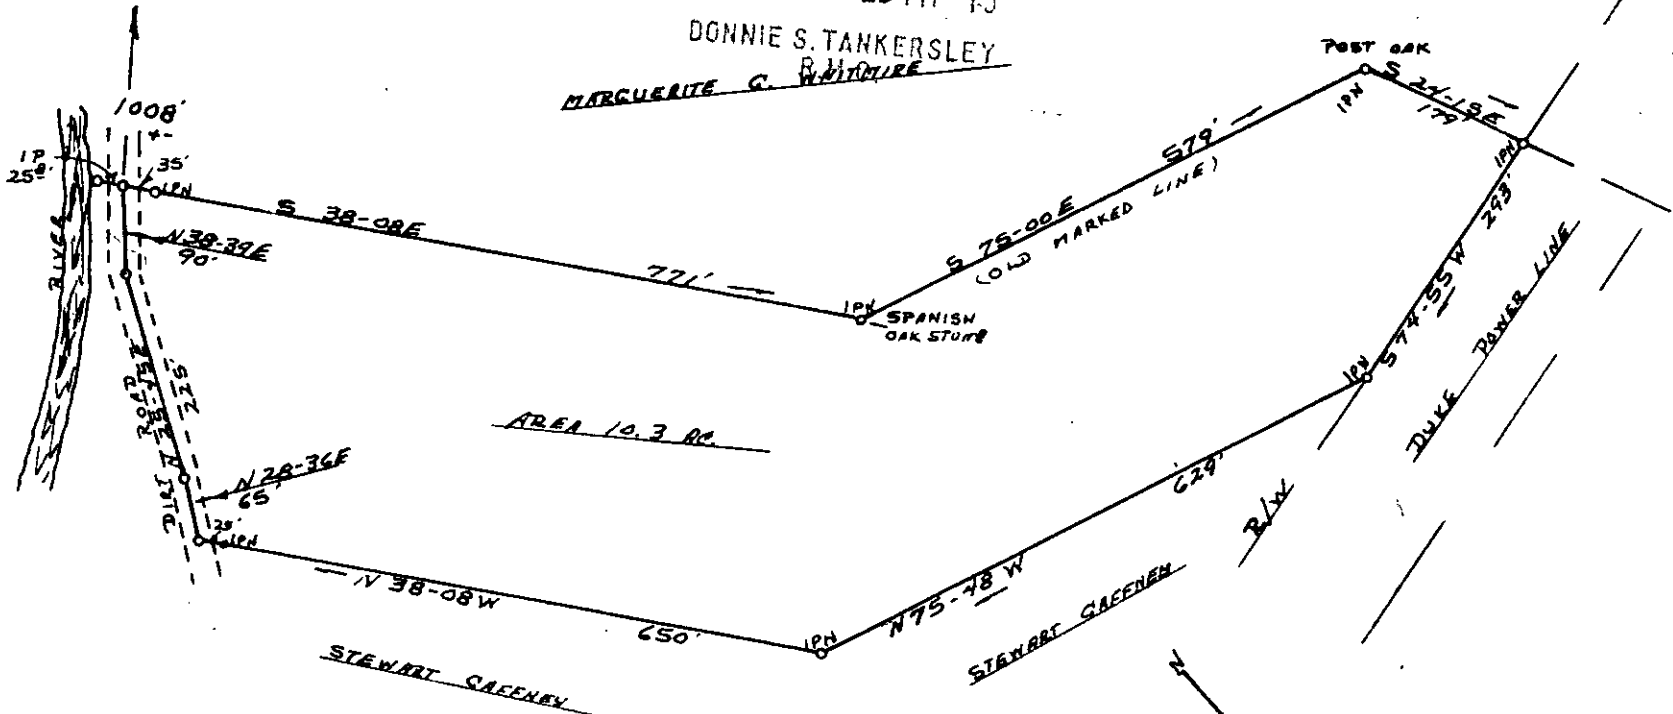 DONNIE S. TANKERSLEY
R.M.C.
MARGUERITE G. WHITMIRE
POST OAK
IPN
S 24-15E
179'
IPN
1008'
+-
IP
25'
35'
IPN
RIVER
S 38-08E
771'
N 38-39E
90'
IPN
SPANISH
OAK STUMP
S 75-00E
579'
(OLD MARKED LINE)
293'
S 74-55W
IPN
DUKE POWER LINE
225'
DIRT ROAD
AREA 10.3 AC.
N 28-36E
65'
25'
IPN
N 38-08W
650'
IPN
N 75-48 W
629'
R/W
STEWART GAFFNEY
STEWART GAFFNEY
N